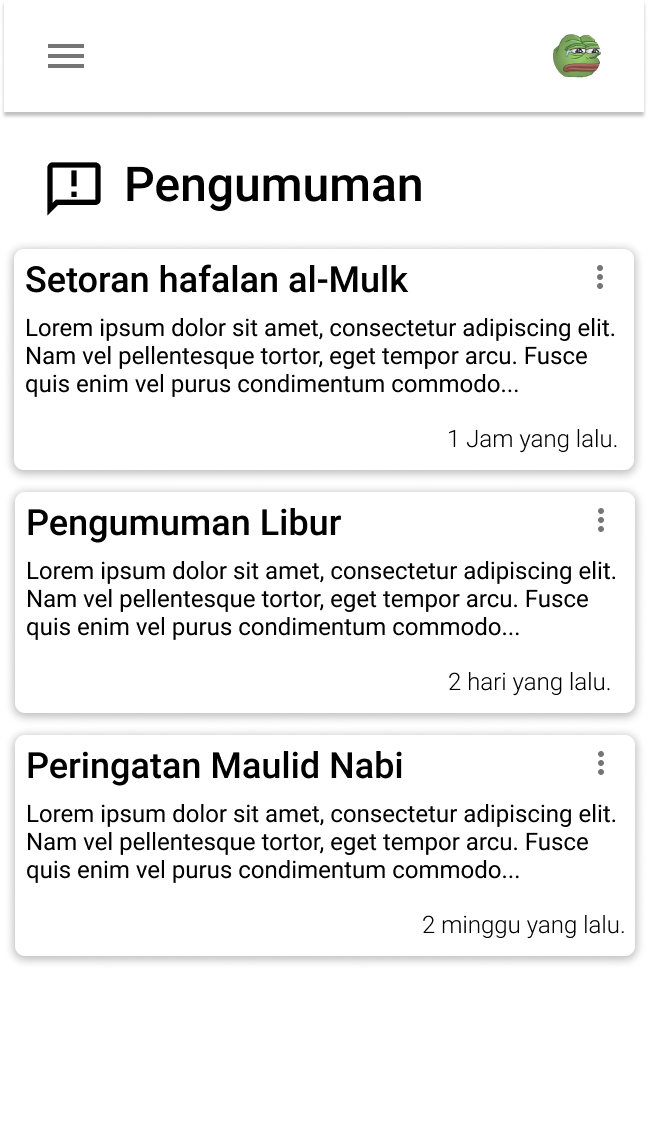 Pengumuman
Setoran hafalan al-Mulk
Lorem ipsum dolor sit amet, consectetur adipiscing elit.
Nam vel pellentesque tortor, eget tempor arcu. Fusce
quis enim vel purus condimentum commodo...
1 Jam yang lalu.
Pengumuman Libur
Lorem ipsum dolor sit amet, consectetur adipiscing elit.
Nam vel pellentesque tortor, eget tempor arcu. Fusce
quis enim vel purus condimentum commodo...
2 hari yang lalu.
Peringatan Maulid Nabi
Lorem ipsum dolor sit amet, consectetur adipiscing elit.
Nam vel pellentesque tortor, eget tempor arcu. Fusce
quis enim vel purus condimentum commodo...
2 minggu yang lalu.